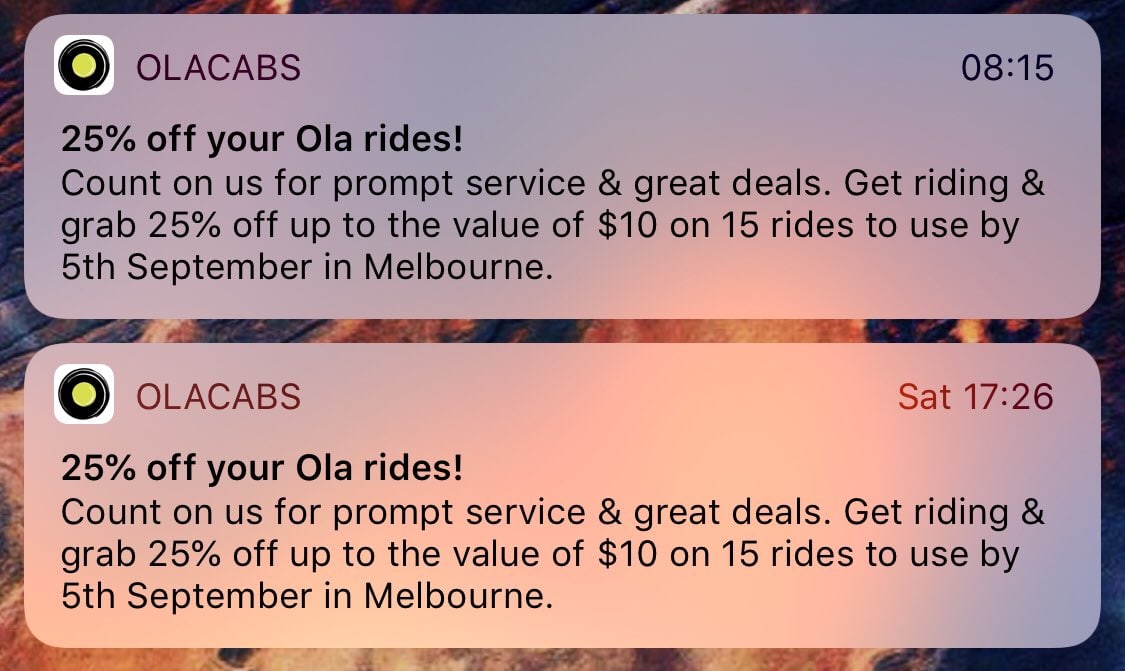 OLACABS 08:15
25% off your Ola rides!
Count on us for prompt service & great deals. Get riding &
grab 25% off up to the value of $10 on 15 rides to use by
5th September in Melbourne.
OLACABS Sat 17:26
25% off your Ola rides!
Count on us for prompt service & great deals. Get riding &
grab 25% off up to the value of $10 on 15 rides to use by
5th September in Melbourne.